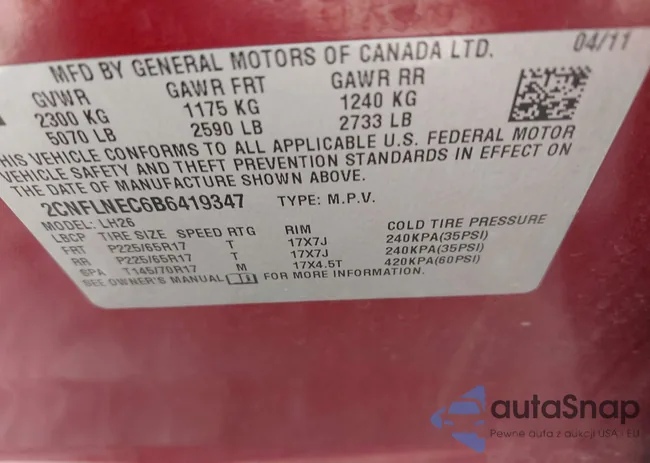 MFD BY GENERAL MOTORS OF CANADA LTD. 04/11
GVWR GAWR FRT GAWR RR
2300 KG 1175 KG 1240 KG
5070 LB 2590 LB 2733 LB
THIS VEHICLE CONFORMS TO ALL APPLICABLE U.S. FEDERAL MOTOR
VEHICLE SAFETY AND THEFT PREVENTION STANDARDS IN EFFECT ON
THE DATE OF MANUFACTURE SHOWN ABOVE.
2CNFLNEC6B6419347 TYPE: M.P.V.
MODEL: LH26
LBCP TIRE SIZE SPEED RTG RIM COLD TIRE PRESSURE
FRT P225/65R17 T 17X7J 240KPA(35PSI)
RR P225/65R17 T 17X7J 240KPA(35PSI)
SPA T145/70R17 M 17X4.5T 420KPA(60PSI)
SEE OWNER'S MANUAL FOR MORE INFORMATION.
autaSnap
Pewne auta z aukcji USA i EU